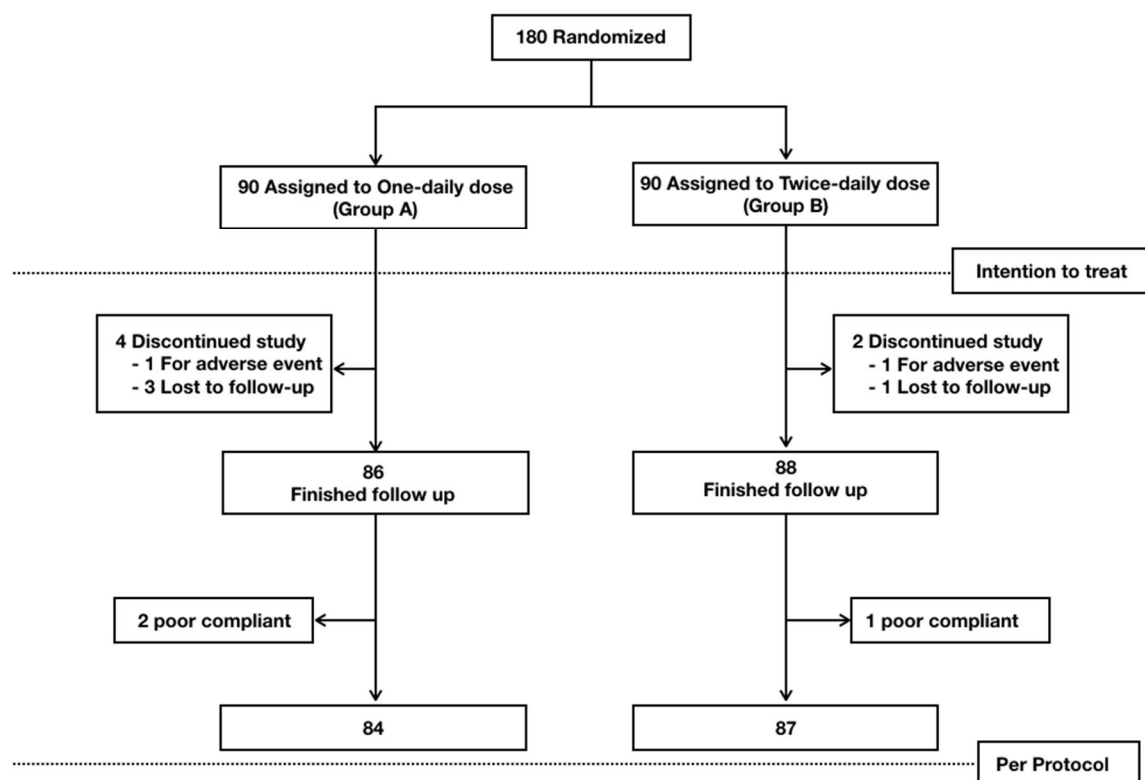 180 Randomized
90 Assigned to One-daily dose
(Group A)
90 Assigned to Twice-daily dose
(Group B)
Intention to treat
4 Discontinued study
- 1 For adverse event
- 3 Lost to follow-up
2 Discontinued study
- 1 For adverse event
- 1 Lost to follow-up
86
Finished follow up
88
Finished follow up
2 poor compliant
1 poor compliant
84
87
Per Protocol